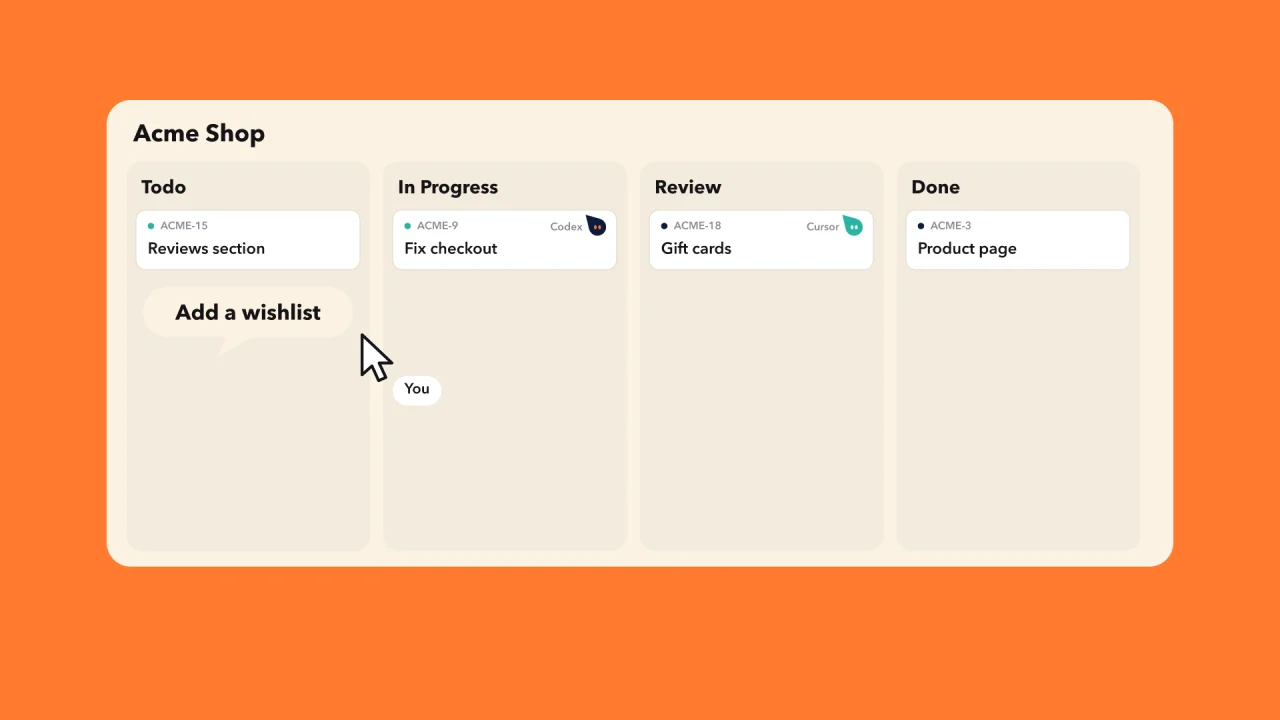 Acme Shop
Todo
ACME-15
Reviews section
Add a wishlist
In Progress
ACME-9
Codex
Fix checkout
You
Review
ACME-18
Cursor
Gift cards
Done
ACME-3
Product page